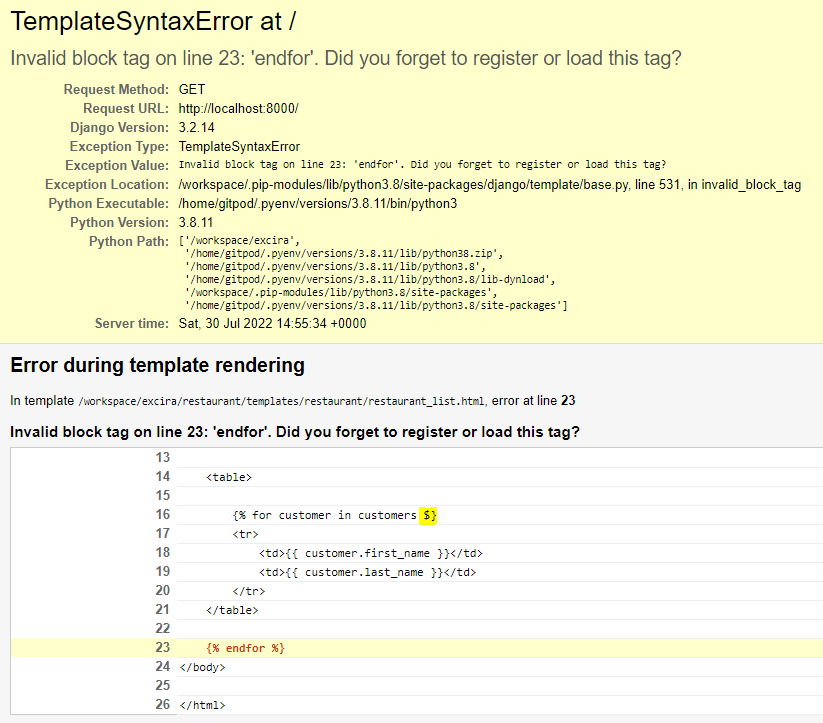 TemplateSyntaxError at /
Invalid block tag on line 23: 'endfor'. Did you forget to register or load this tag?
Request Method: GET
Request URL: http://localhost:8000/
Django Version: 3.2.14
Exception Type: TemplateSyntaxError
Exception Value: Invalid block tag on line 23: 'endfor'. Did you forget to register or load this tag?
Exception Location: /workspace/.pip-modules/lib/python3.8/site-packages/django/template/base.py, line 531, in invalid_block_tag
Python Executable: /home/gitpod/.pyenv/versions/3.8.11/bin/python3
Python Version: 3.8.11
Python Path: ['/workspace/excira',
'/home/gitpod/.pyenv/versions/3.8.11/lib/python38.zip',
'/home/gitpod/.pyenv/versions/3.8.11/lib/python3.8',
'/home/gitpod/.pyenv/versions/3.8.11/lib/python3.8/lib-dynload',
'/workspace/.pip-modules/lib/python3.8/site-packages',
'/home/gitpod/.pyenv/versions/3.8.11/lib/python3.8/site-packages']
Server time: Sat, 30 Jul 2022 14:55:34 +0000
Error during template rendering
In template /workspace/excira/restaurant/templates/restaurant/restaurant_list.html, error at line 23
Invalid block tag on line 23: 'endfor'. Did you forget to register or load this tag?
13
14 <table>
15
16 {% for customer in customers $}
17 <tr>
18 <td>{{ customer.first_name }}</td>
19 <td>{{ customer.last_name }}</td>
20 </tr>
21 </table>
22
23 {% endfor %}
24 </body>
25
26 </html>